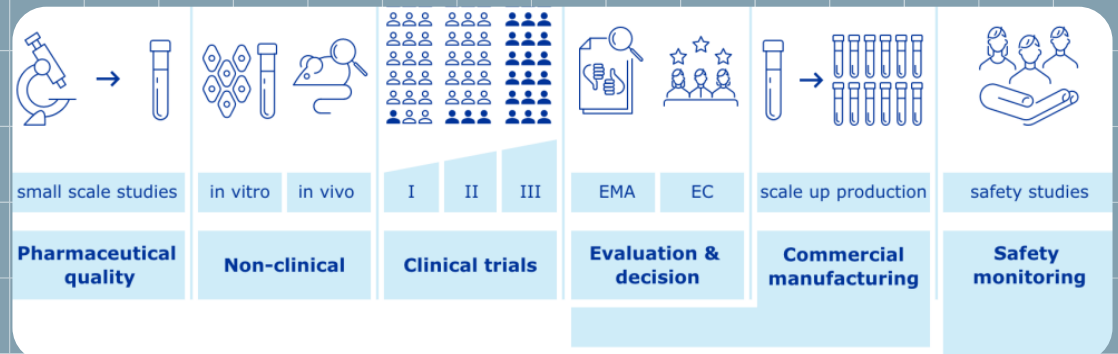 small scale studies
in vitro
in vivo
I
II
III
EMA
EC
scale up production
safety studies
Pharmaceutical
quality
Non-clinical
Clinical trials
Evaluation &
decision
Commercial
manufacturing
Safety
monitoring